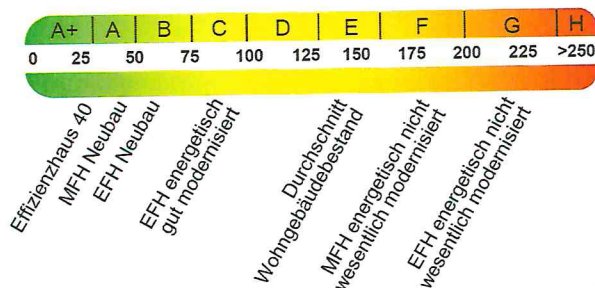 A+ A B C D E F G H
0 25 50 75 100 125 150 175 200 225 >250
Effizienzhaus 40
MFH Neubau
EFH Neubau
EFH energetisch
gut modernisiert
Durchschnitt
Wohngebäudebestand
MFH energetisch nicht
wesentlich modernisiert
EFH energetisch nicht
wesentlich modernisiert